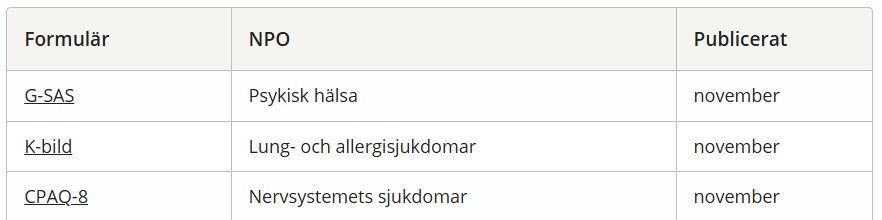 Formulär NPO Publicerat
G-SAS Psykisk hälsa november
K-bild Lung- och allergisjukdomar november
CPAQ-8 Nervsystemets sjukdomar november